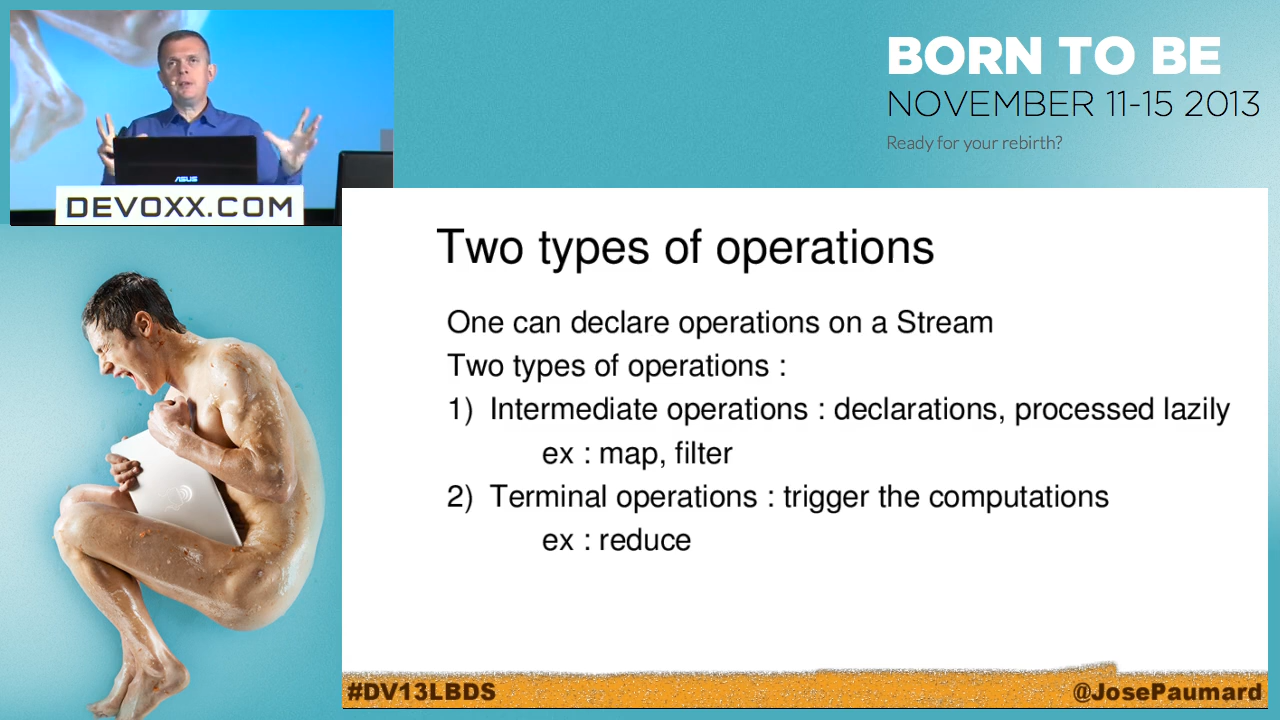 BORN TO BE
NOVEMBER 11-15 2013
Ready for your rebirth?
ASUS
DEVOXX.COM
Two types of operations
One can declare operations on a Stream
Two types of operations :
1) Intermediate operations : declarations, processed lazily
ex : map, filter
2) Terminal operations : trigger the computations
ex : reduce
#DV13LBDS
@JosePaumard